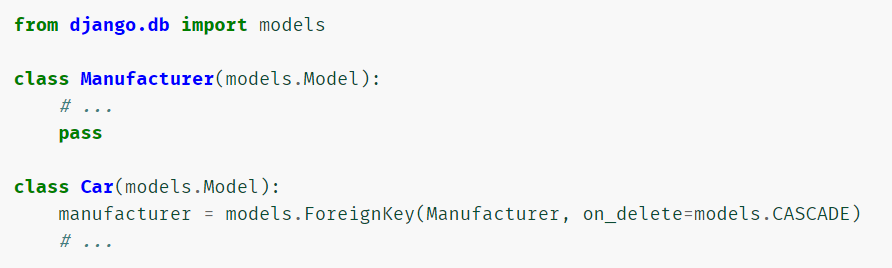 from django.db import models
class Manufacturer(models.Model):
    # ...
    pass
class Car(models.Model):
    manufacturer = models.ForeignKey(Manufacturer, on_delete=models.CASCADE)
    # ...